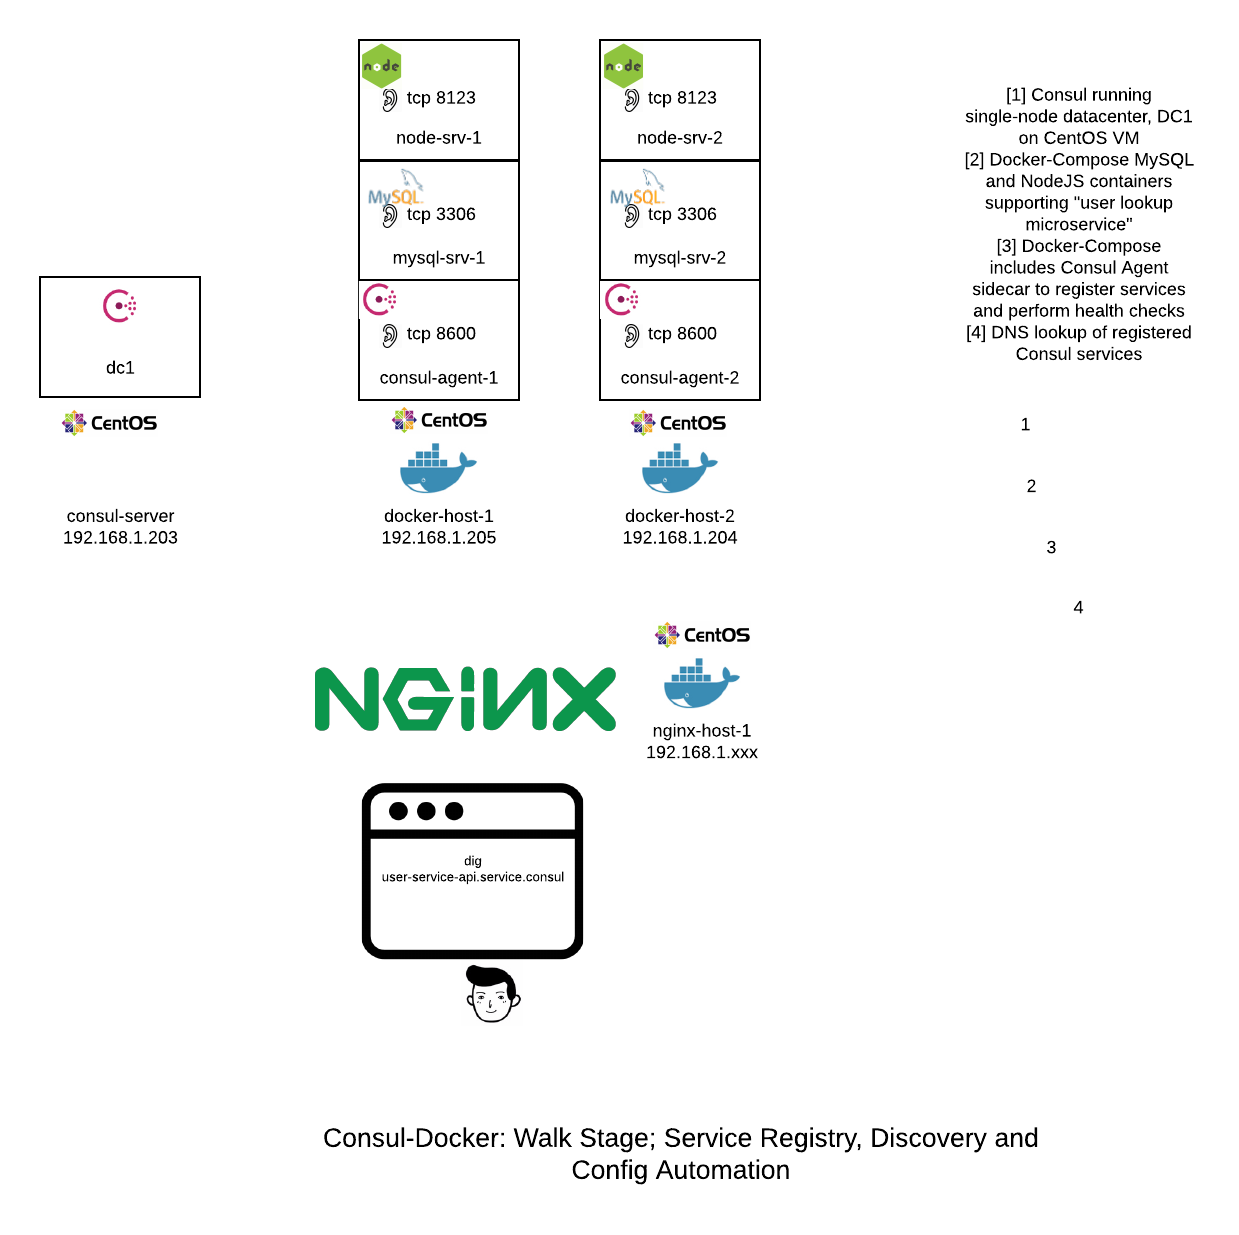 node
tcp 8123
node-srv-1
MySQL
tcp 3306
mysql-srv-1
tcp 8600
consul-agent-1
CentOS
docker-host-1
192.168.1.205
node
tcp 8123
node-srv-2
MySQL
tcp 3306
mysql-srv-2
tcp 8600
consul-agent-2
CentOS
docker-host-2
192.168.1.204
dc1
CentOS
consul-server
192.168.1.203
[1] Consul running
single-node datacenter, DC1
on CentOS VM
[2] Docker-Compose MySQL
and NodeJS containers
supporting "user lookup
microservice"
[3] Docker-Compose
includes Consul Agent
sidecar to register services
and perform health checks
[4] DNS lookup of registered
Consul services
1
2
3
4
NGINX
CentOS
nginx-host-1
192.168.1.xxx
dig
user-service-api.service.consul
Consul-Docker: Walk Stage; Service Registry, Discovery and
Config Automation